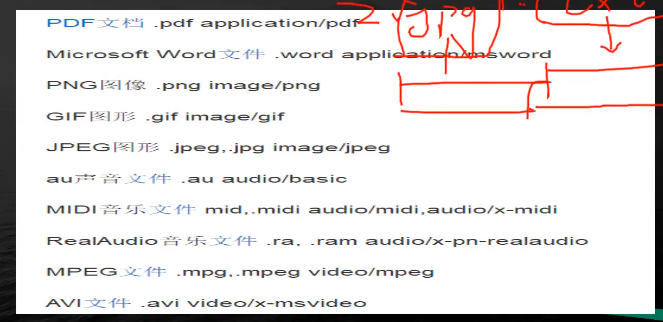 PDF文档 .pdf application/pdf
2 jpg
Microsoft Word文件 .word application/msword
PNG图像 .png image/png
GIF图形 .gif image/gif
JPEG图形 .jpeg,.jpg image/jpeg
au声音文件 .au audio/basic
MIDI音乐文件 mid,.midi audio/midi,audio/x-midi
RealAudio音乐文件 .ra, .ram audio/x-pn-realaudio
MPEG文件 .mpg,.mpeg video/mpeg
AVI文件 .avi video/x-msvideo